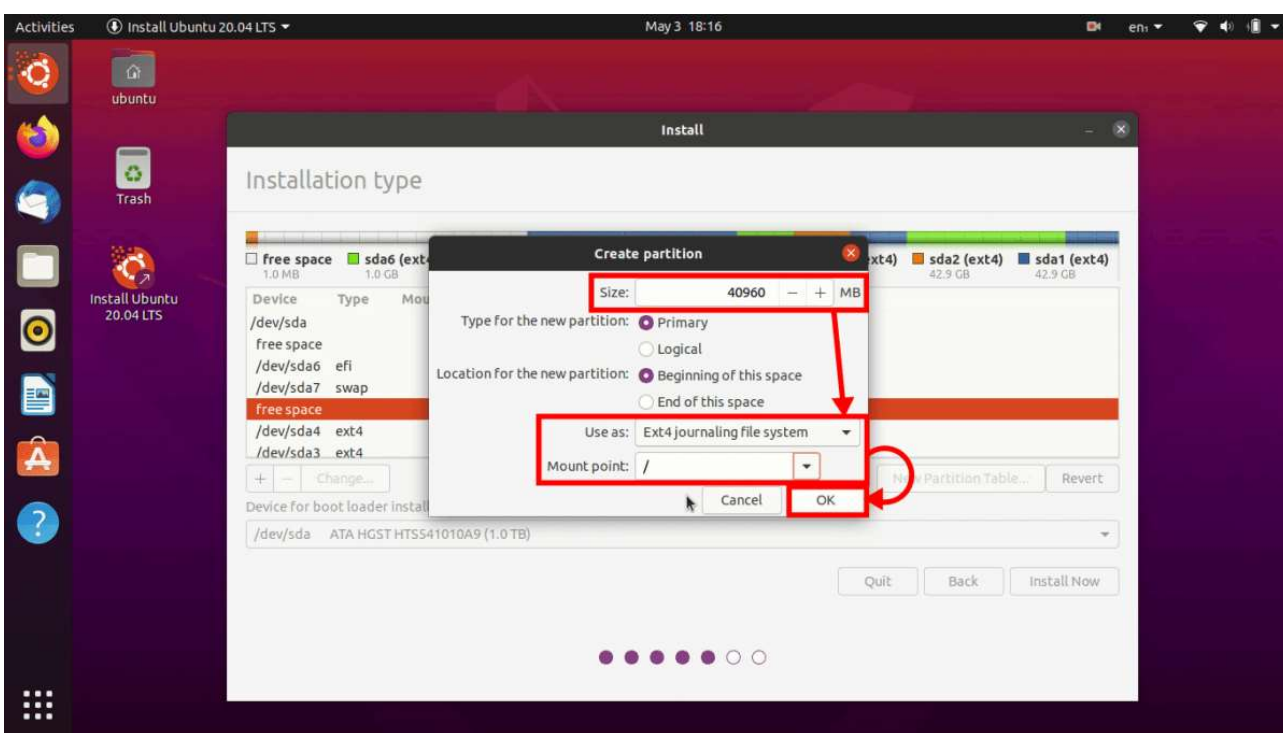 Activities Install Ubuntu 20.04 LTS May 3 18:16 en₁
ubuntu
Trash
Install Ubuntu
20.04 LTS
Install
Installation type
free space sda6 (ext4) sda2 (ext4) sda1 (ext4)
1.0 MB 1.0 GB 42.9 GB 42.9 GB
Device Type Mou
/dev/sda
free space
/dev/sda6 efi
/dev/sda7 swap
free space
/dev/sda4 ext4
/dev/sda3 ext4
+ − Change... New Partition Table... Revert
Device for boot loader install
/dev/sda ATA HGST HTS541010A9 (1.0 TB)
Quit Back Install Now
Create partition
Size: 40960 − + MB
Type for the new partition: Primary
Logical
Location for the new partition: Beginning of this space
End of this space
Use as: Ext4 journaling file system
Mount point: /
Cancel OK